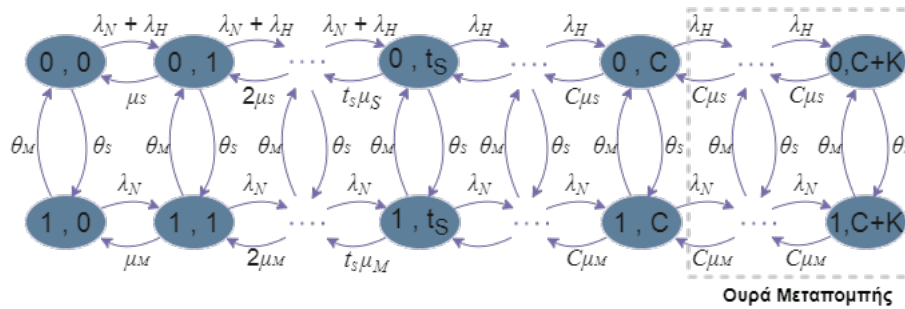 λN + λH λN + λH λN + λH λH λH λH λH
0 , 0 0 , 1 .... 0 , tS .... 0 , C .... 0,C+K
μs 2μs tsμS Cμs Cμs Cμs
θM θs θM θs θM θs θM θs θM θs θM θs θM θs θM θs
λN λN λN λN λN λN λN
1 , 0 1 , 1 .... 1 , tS .... 1 , C .... 1,C+K
μM 2μM tsμM CμM CμM CμM
Ουρά Μεταπομπής